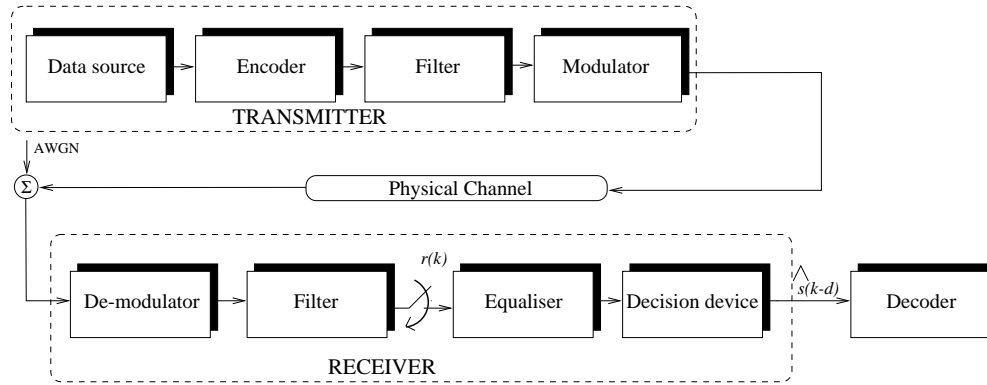 Data source
Encoder
Filter
Modulator
TRANSMITTER
AWGN
Σ
Physical Channel
r(k)
De-modulator
Filter
Equaliser
Decision device
ŝ(k-d)
Decoder
RECEIVER